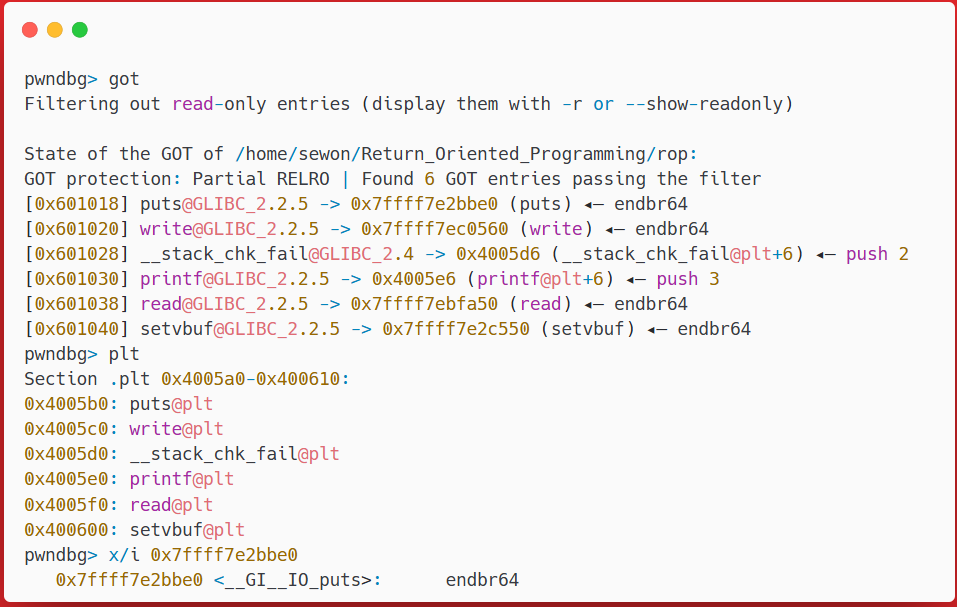 pwndbg> got
Filtering out read-only entries (display them with -r or --show-readonly)
State of the GOT of /home/sewon/Return_Oriented_Programming/rop:
GOT protection: Partial RELRO | Found 6 GOT entries passing the filter
[0x601018] puts@GLIBC_2.2.5 -> 0x7ffff7e2bbe0 (puts) ◂— endbr64
[0x601020] write@GLIBC_2.2.5 -> 0x7ffff7ec0560 (write) ◂— endbr64
[0x601028] __stack_chk_fail@GLIBC_2.4 -> 0x4005d6 (__stack_chk_fail@plt+6) ◂— push 2
[0x601030] printf@GLIBC_2.2.5 -> 0x4005e6 (printf@plt+6) ◂— push 3
[0x601038] read@GLIBC_2.2.5 -> 0x7ffff7ebfa50 (read) ◂— endbr64
[0x601040] setvbuf@GLIBC_2.2.5 -> 0x7ffff7e2c550 (setvbuf) ◂— endbr64
pwndbg> plt
Section .plt 0x4005a0-0x400610:
0x4005b0: puts@plt
0x4005c0: write@plt
0x4005d0: __stack_chk_fail@plt
0x4005e0: printf@plt
0x4005f0: read@plt
0x400600: setvbuf@plt
pwndbg> x/i 0x7ffff7e2bbe0
   0x7ffff7e2bbe0 <__GI__IO_puts>:      endbr64